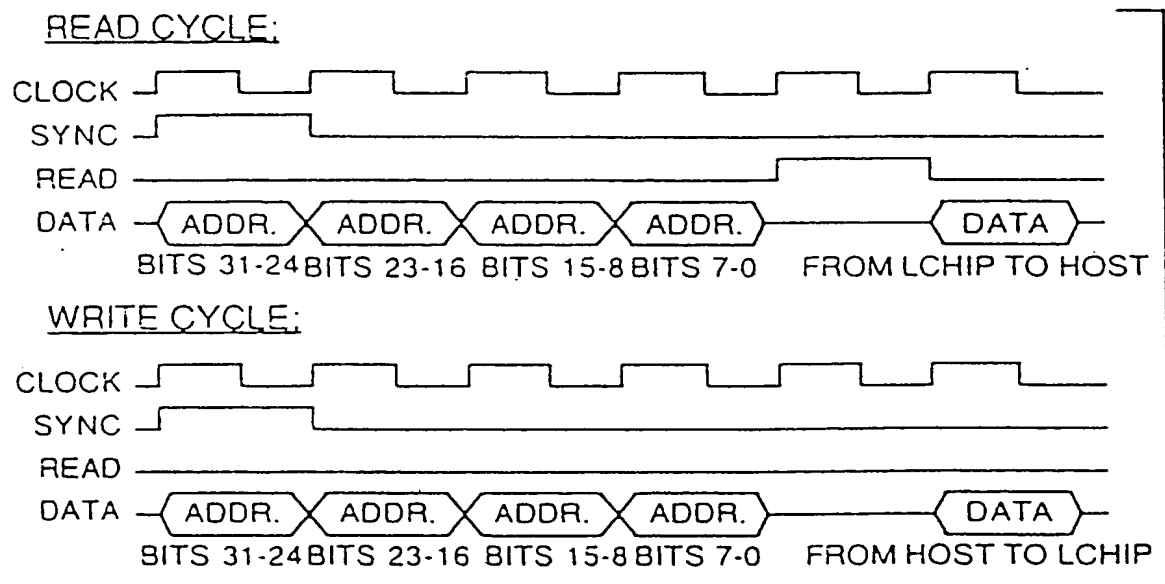 READ CYCLE:
CLOCK
SYNC
READ
DATA ADDR. ADDR. ADDR. ADDR. DATA
BITS 31-24 BITS 23-16 BITS 15-8 BITS 7-0 FROM LCHIP TO HOST
WRITE CYCLE:
CLOCK
SYNC
READ
DATA ADDR. ADDR. ADDR. ADDR. DATA
BITS 31-24 BITS 23-16 BITS 15-8 BITS 7-0 FROM HOST TO LCHIP